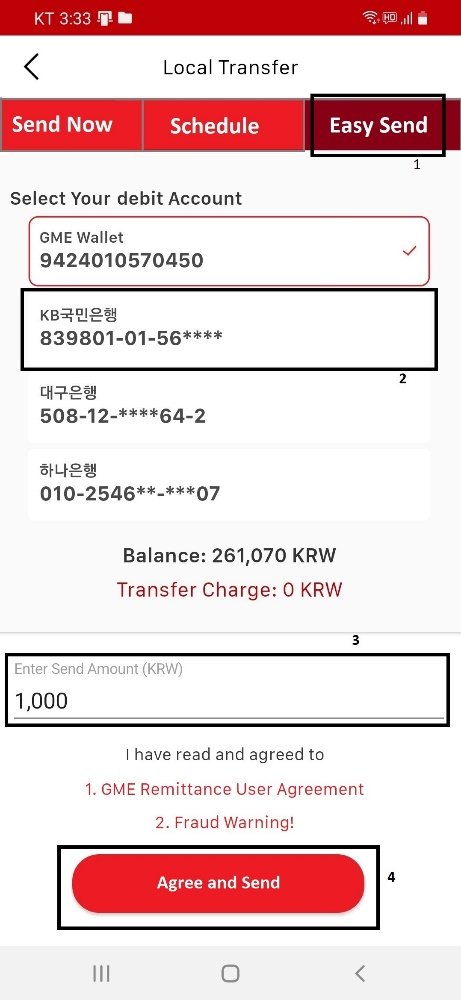 KT 3:33 HD
Local Transfer
Send Now Schedule Easy Send
1
Select Your debit Account
GME Wallet
9424010570450
KB국민은행
839801-01-56****
2
대구은행
508-12-****64-2
하나은행
010-2546**-***07
Balance: 261,070 KRW
Transfer Charge: 0 KRW
3
Enter Send Amount (KRW)
1,000
I have read and agreed to
1. GME Remittance User Agreement
2. Fraud Warning!
Agree and Send
4